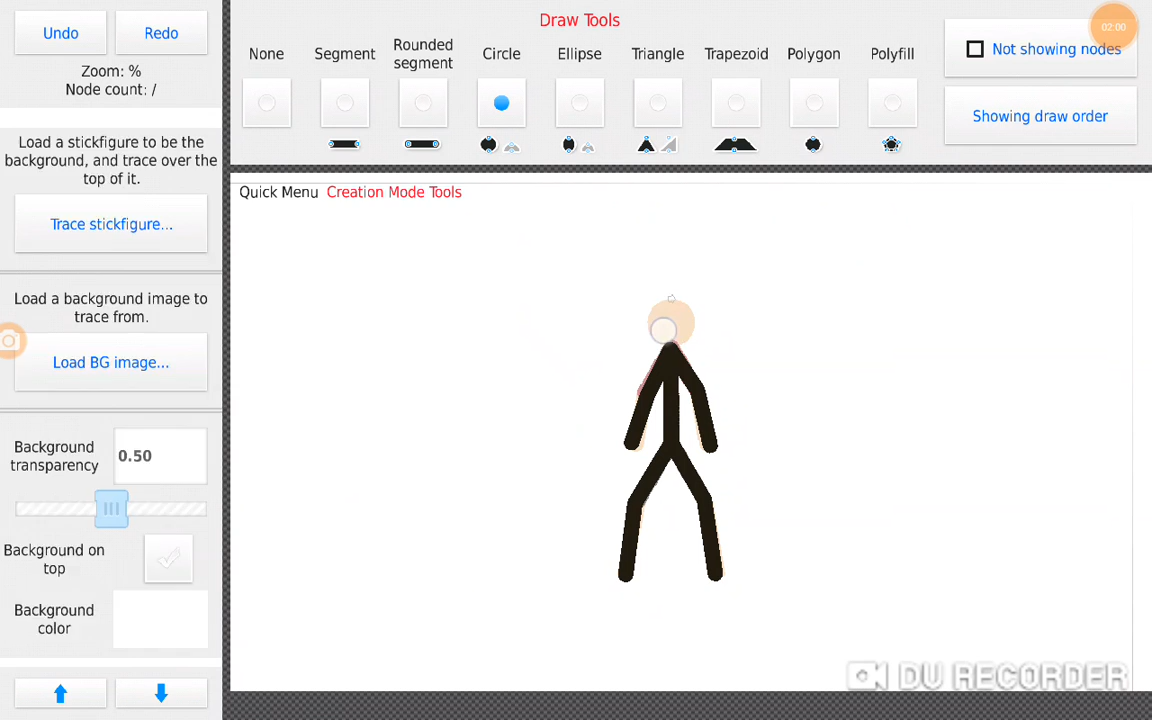 Undo
Redo
Zoom: %
Node count: /
Load a stickfigure to be the
background, and trace over the
top of it.
Trace stickfigure...
Load a background image to
trace from.
Load BG image...
Background
transparency
0.50
Background on
top
Background
color
Draw Tools
None
Segment
Rounded
segment
Circle
Ellipse
Triangle
Trapezoid
Polygon
Polyfill
02:00
Not showing nodes
Showing draw order
Quick Menu Creation Mode Tools
DU RECORDER